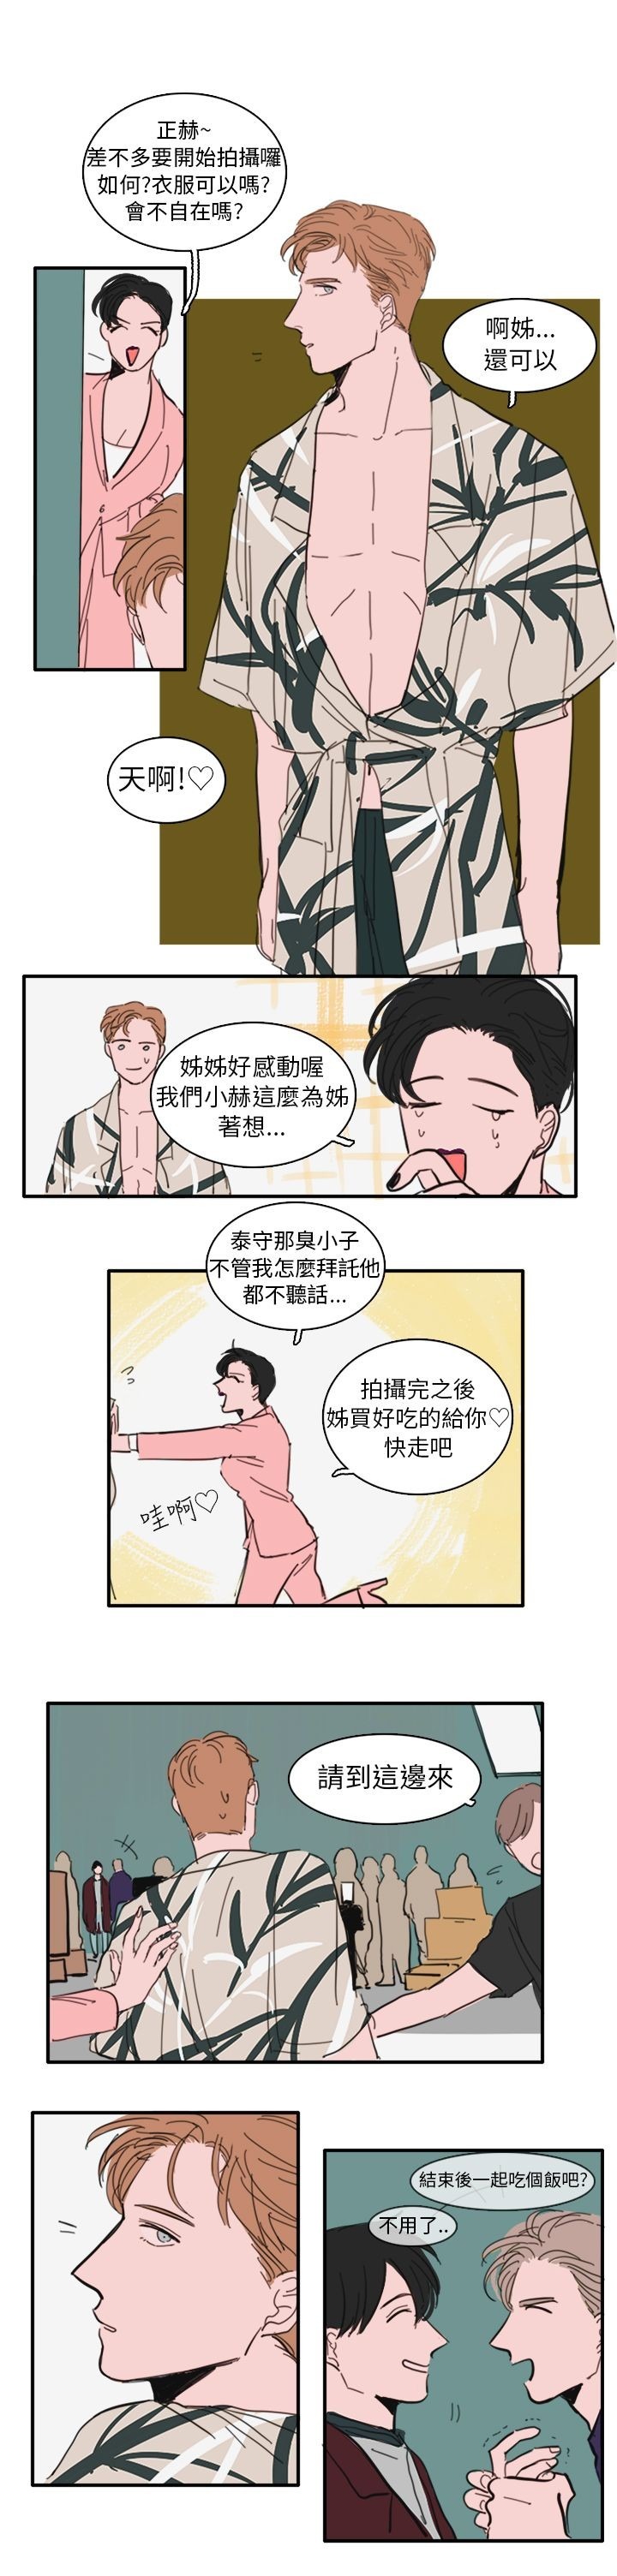 正赫~
差不多要開始拍攝囉
如何?衣服可以嗎?
會不自在嗎?
啊姊...
還可以
天啊!♡
姊姊好感動喔
我們小赫這麼為姊
著想...
泰守那臭小子
不管我怎麼拜託他
都不聽話...
拍攝完之後
姊買好吃的給你♡
快走吧
哇啊♡
請到這邊來
結束後一起吃個飯吧?
不用了..